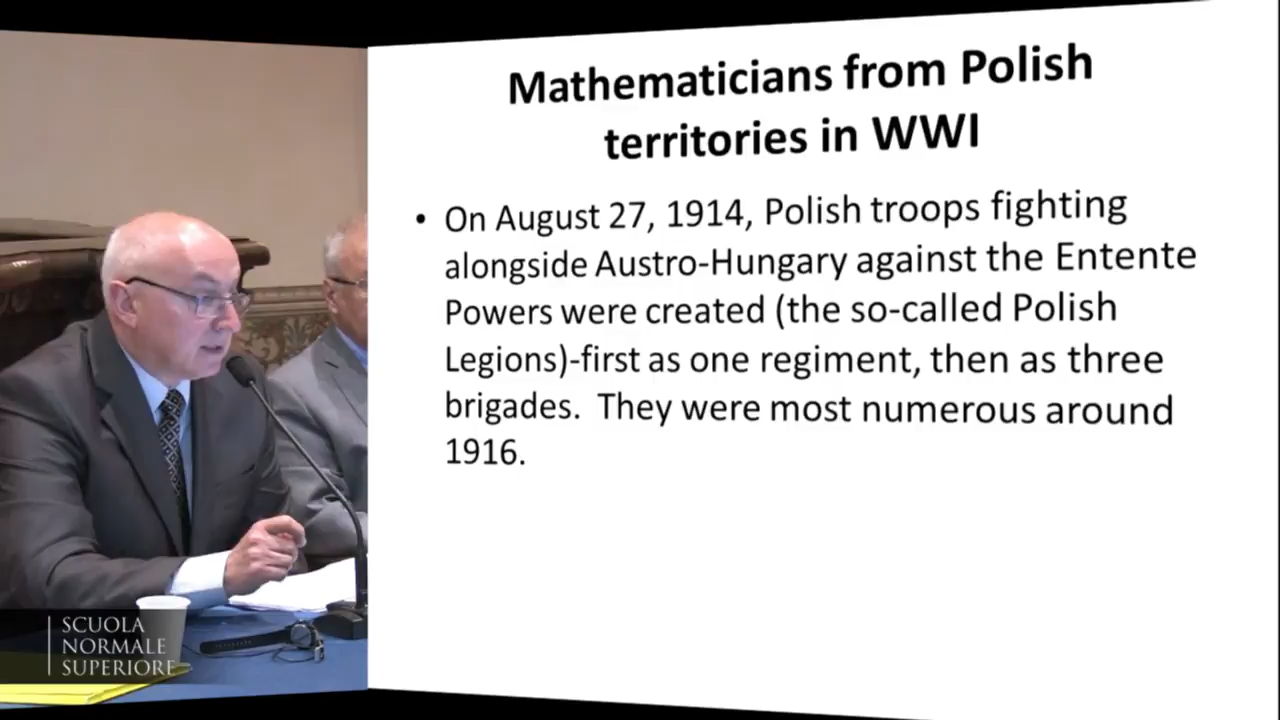 Mathematicians from Polish
territories in WWI
• On August 27, 1914, Polish troops fighting
alongside Austro-Hungary against the Entente
Powers were created (the so-called Polish
Legions)-first as one regiment, then as three
brigades. They were most numerous around
1916.
SCUOLA
NORMALE
SUPERIORE